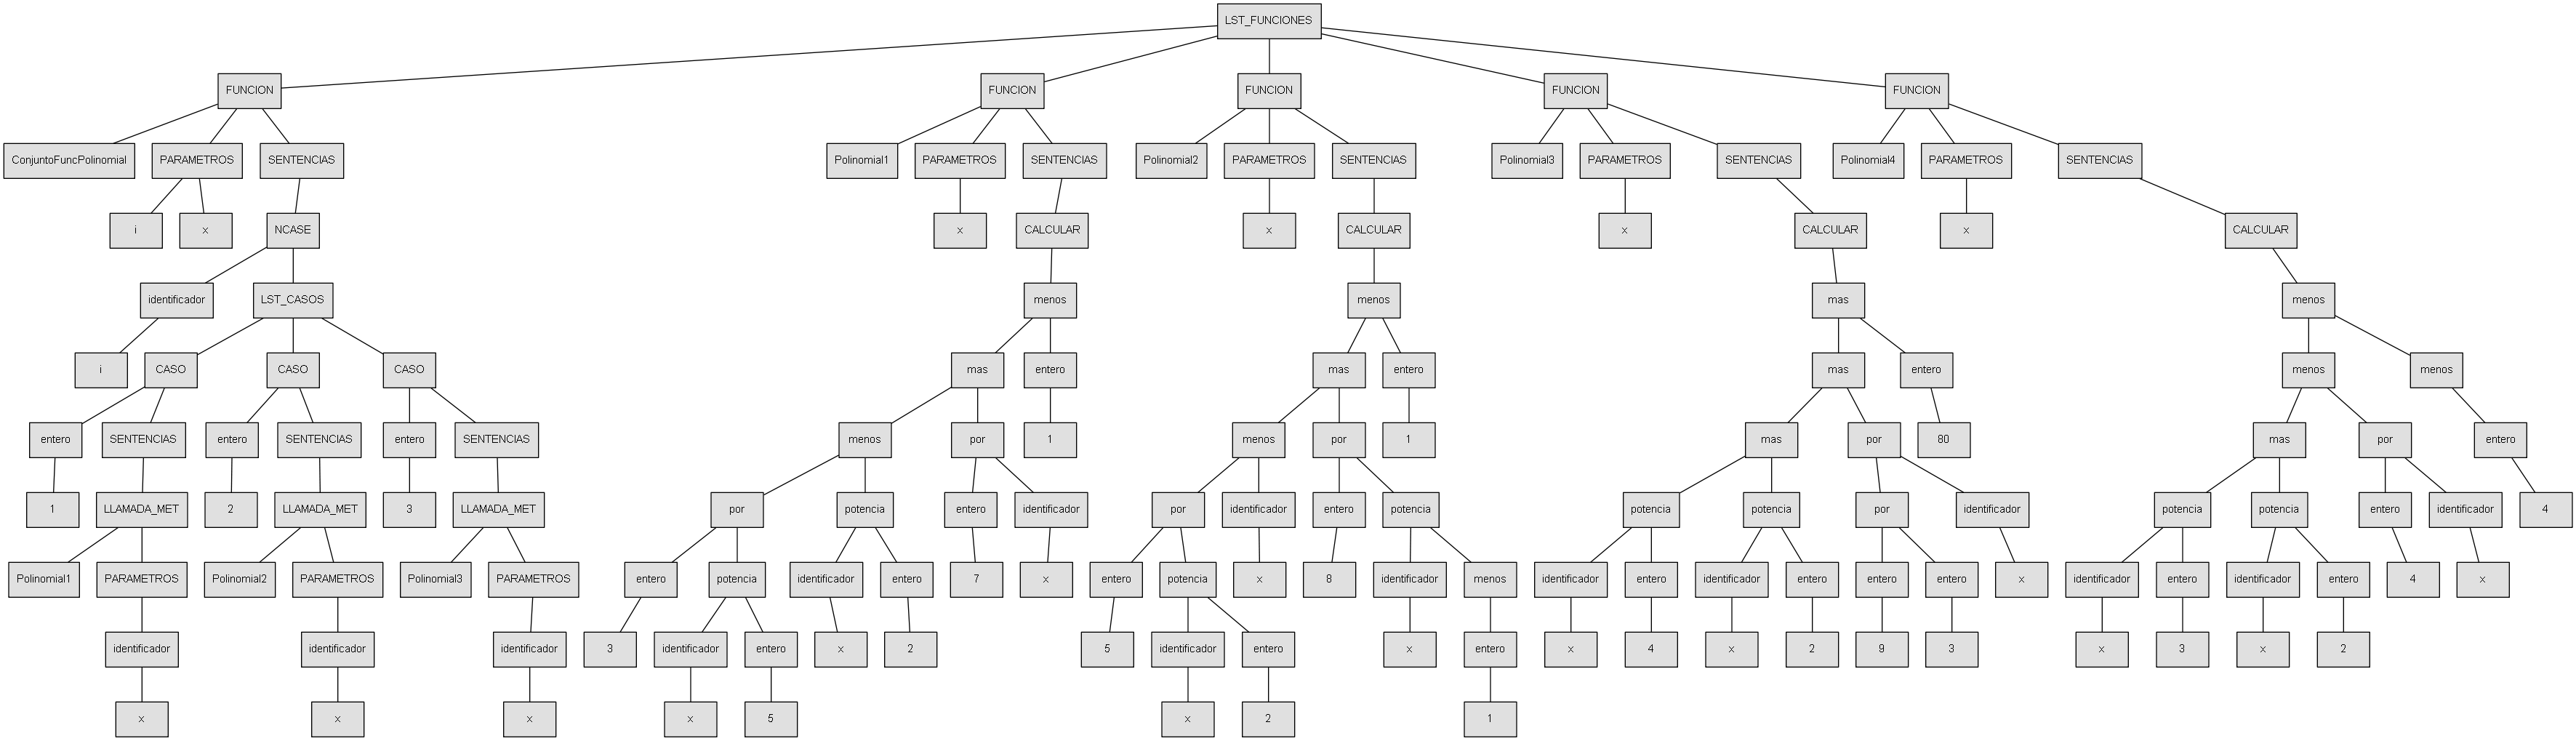 LST_FUNCIONES
FUNCION FUNCION FUNCION FUNCION FUNCION
ConjuntoFuncPolinomial PARAMETROS SENTENCIAS Polinomial1 PARAMETROS SENTENCIAS Polinomial2 PARAMETROS SENTENCIAS Polinomial3 PARAMETROS SENTENCIAS Polinomial4 PARAMETROS SENTENCIAS
i x NCASE x CALCULAR x CALCULAR x CALCULAR x CALCULAR
identificador LST_CASOS menos menos mas menos
i CASO CASO CASO mas entero mas entero mas entero menos menos
entero SENTENCIAS entero SENTENCIAS entero SENTENCIAS menos por 1 menos por 1 mas por 80 mas por entero
1 LLAMADA_MET 2 LLAMADA_MET 3 LLAMADA_MET por potencia entero identificador por identificador entero potencia potencia potencia por identificador potencia potencia entero identificador 4
Polinomial1 PARAMETROS Polinomial2 PARAMETROS Polinomial3 PARAMETROS entero potencia identificador entero 7 x entero potencia x 8 identificador menos identificador entero identificador entero entero entero x identificador entero identificador entero 4 x
identificador identificador identificador 3 identificador entero x 2 5 identificador entero x entero x 4 x 2 9 3 x 3 x 2
x x x x 5 x 2 1